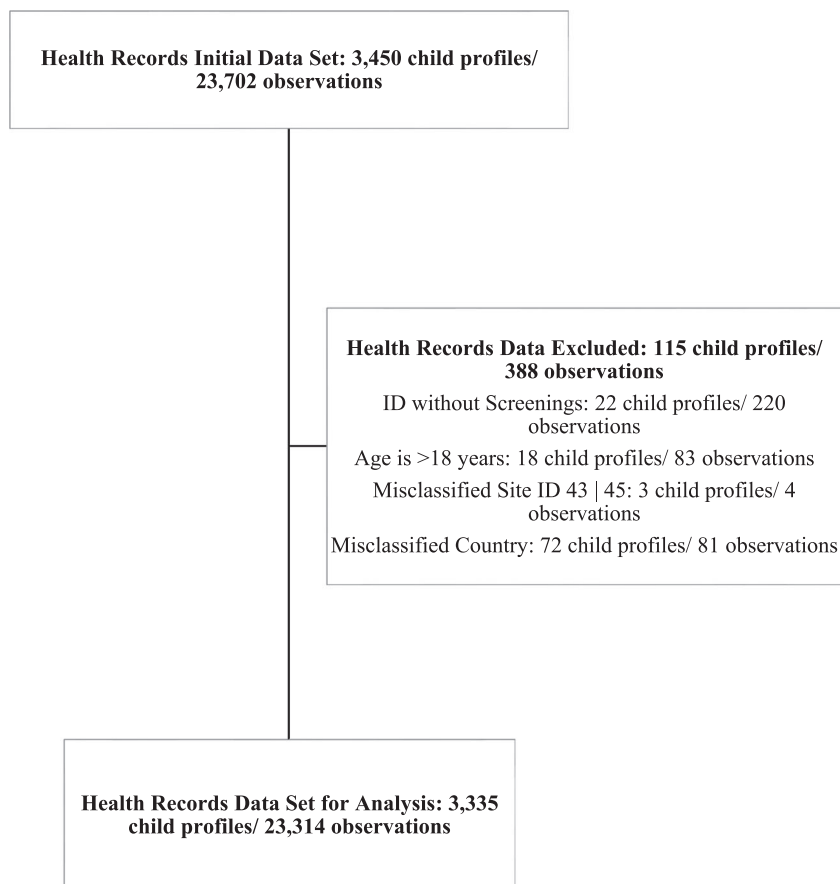 Health Records Initial Data Set: 3,450 child profiles/
23,702 observations
Health Records Data Excluded: 115 child profiles/
388 observations
ID without Screenings: 22 child profiles/ 220
observations
Age is >18 years: 18 child profiles/ 83 observations
Misclassified Site ID 43 | 45: 3 child profiles/ 4
observations
Misclassified Country: 72 child profiles/ 81 observations
Health Records Data Set for Analysis: 3,335
child profiles/ 23,314 observations